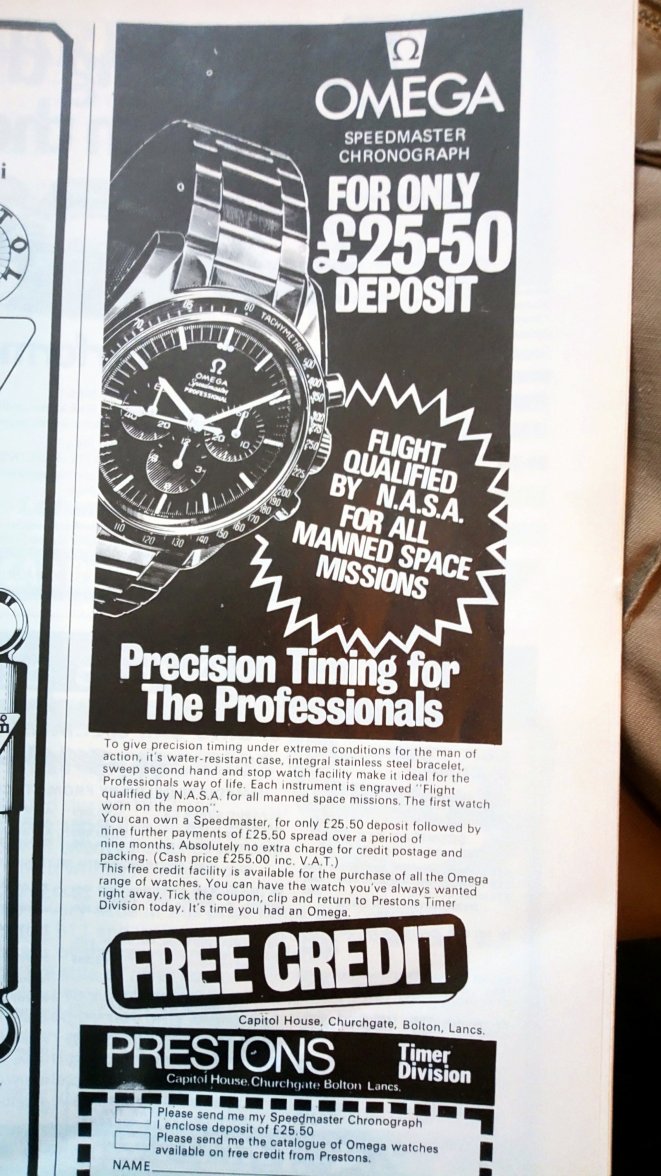 Ω
OMEGA
SPEEDMASTER
CHRONOGRAPH
FOR ONLY
£25-50
DEPOSIT
TACHYMETRE
OMEGA
Speedmaster
PROFESSIONAL
FLIGHT
QUALIFIED
BY N.A.S.A.
FOR ALL
MANNED SPACE
MISSIONS
Precision Timing for
The Professionals
To give precision timing under extreme conditions for the man of
action, it's water-resistant case, integral stainless steel bracelet,
sweep second hand and stop watch facility make it ideal for the
Professionals way of life. Each instrument is engraved "Flight
qualified by N.A.S.A. for all manned space missions. The first watch
worn on the moon".
You can own a Speedmaster, for only £25.50 deposit followed by
nine further payments of £25.50 spread over a period of
nine months. Absolutely no extra charge for credit postage and
packing. (Cash price £255.00 inc. V.A.T.)
This free credit facility is available for the purchase of all the Omega
range of watches. You can have the watch you've always wanted
right away. Tick the coupon, clip and return to Prestons Timer
Division today. It's time you had an Omega.
FREE CREDIT
Capitol House, Churchgate, Bolton, Lancs.
PRESTONS Timer
Division
Capitol House. Churchgate Bolton Lancs.
Please send me my Speedmaster Chronograph
I enclose deposit of £25.50
Please send me the catalogue of Omega watches
available on free credit from Prestons.
NAME